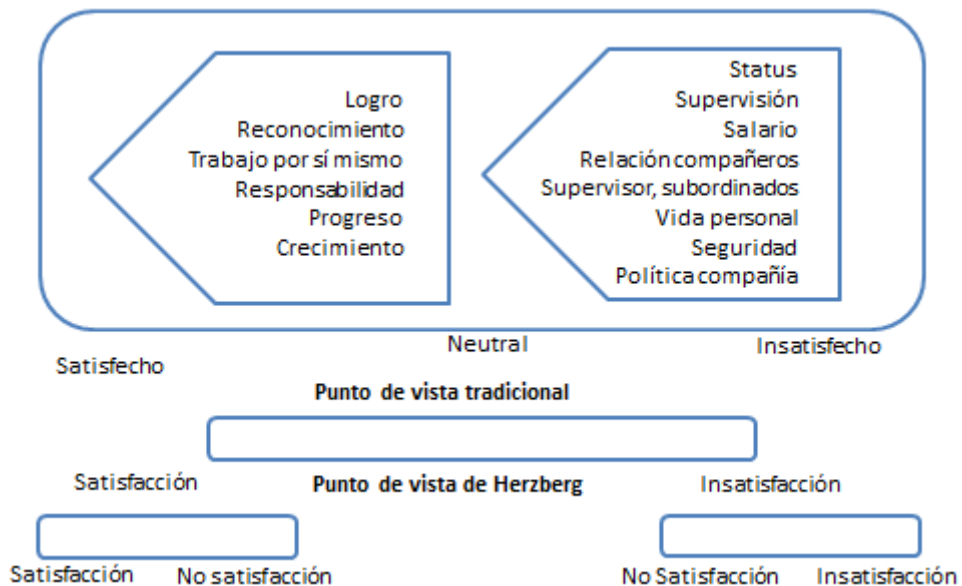 Logro
Reconocimiento
Trabajo por sí mismo
Responsabilidad
Progreso
Crecimiento
Status
Supervisión
Salario
Relación compañeros
Supervisor, subordinados
Vida personal
Seguridad
Política compañía
Satisfecho
Neutral
Insatisfecho
Punto de vista tradicional
Satisfacción
Punto de vista de Herzberg
Insatisfacción
Satisfacción
No satisfacción
No Satisfacción
Insatisfacción